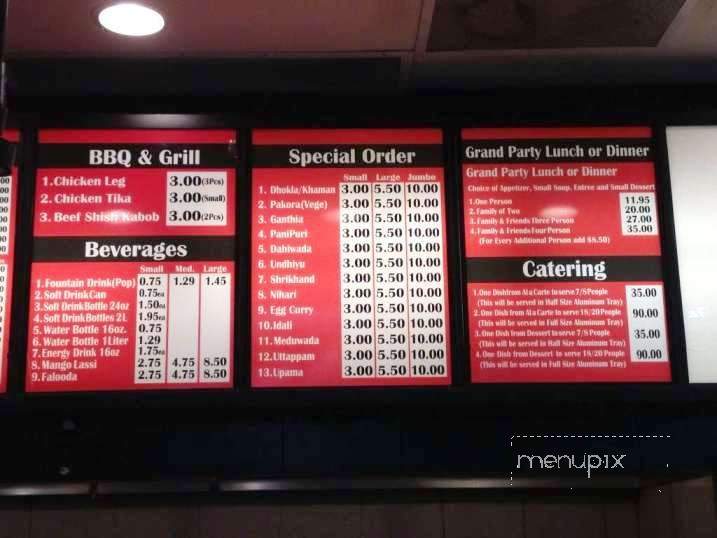 BBQ & Grill
1.Chicken Leg 3.00(3Pcs)
2. Chicken Tika 3.00(Small)
3. Beef Shish Kabob 3.00(2Pcs)
Beverages
Small Med. Large
1.Fountain Drink(Pop) 0.75 1.29 1.45
2.Soft DrinkCan 0.75ea
3.Soft DrinkBottle 24oz 1.50ea
4.Soft DrinkBottles 2L 1.95ea
5. Water Bottle 16oz. 0.75
6. Water Bottle 1Liter 1.29
7.Energy Drink 16oz 1.75ea
8.Mango Lassi 2.75 4.75 8.50
9.Falooda 2.75 4.75 8.50
Special Order
Small Large Jumbo
1. Dhokla/Khaman 3.00 5.50 10.00
2. Pakora(Vege) 3.00 5.50 10.00
3. Ganthia 3.00 5.50 10.00
4. PaniPuri 3.00 5.50 10.00
5. Dahiwada 3.00 5.50 10.00
6. Undhiyu 3.00 5.50 10.00
7. Shrikhand 3.00 5.50 10.00
8. Nihari 3.00 5.50 10.00
9. Egg Curry 3.00 5.50 10.00
10.Idali 3.00 5.50 10.00
11.Meduwada 3.00 5.50 10.00
12.Uttappam 3.00 5.50 10.00
13.Upama 3.00 5.50 10.00
Grand Party Lunch or Dinner
Grand Party Lunch or Dinner
Choice of Appetizer, Small Soup, Entree and Small Dessert
1.One Person 11.95
2. Family of Two 20.00
3. Family & Friends Three Person 27.00
4. Family & Friends Four Person 35.00
(For Every Additional Person add $8.50)
Catering
1.One Dishfrom Al a Carte to serve 7/8 People 35.00
(This will be served in Half Size Aluminum Tray)
2.One Dish from Al a Carte to serve 18/20 People 90.00
(This will be served in Full Size Aluminum Tray)
3.One Dish from Dessert to serve 7/8 People 35.00
(This will be served in Half Size Aluminum Tray)
4.One Dish from Dessert to serve 18/20 People 90.00
(This will be served in Full Size Aluminum Tray)
menupix